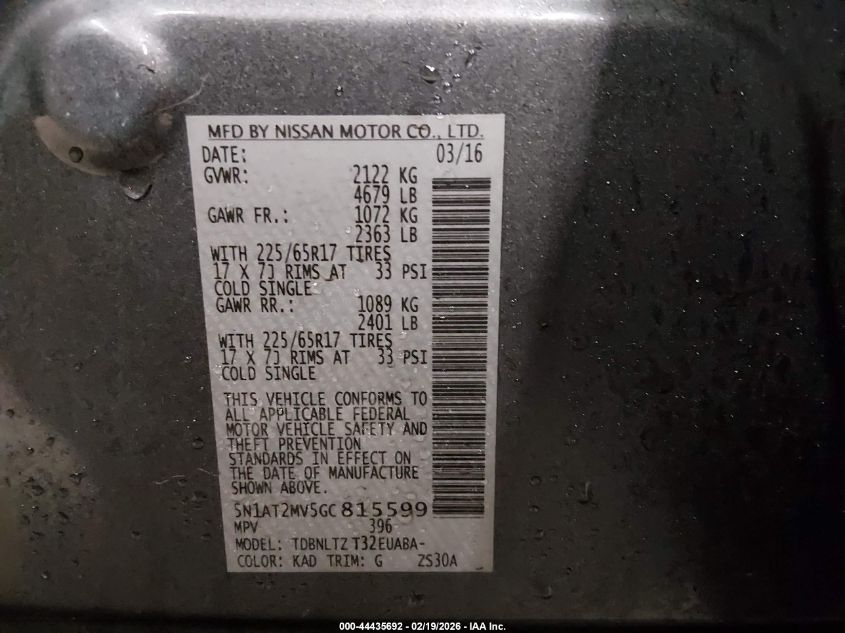 MFD BY NISSAN MOTOR CO., LTD.
DATE: 03/16
GVWR: 2122 KG
4679 LB
GAWR FR.: 1072 KG
2363 LB
WITH 225/65R17 TIRES
17 X 7J RIMS AT 33 PSI
COLD SINGLE
GAWR RR.: 1089 KG
2401 LB
WITH 225/65R17 TIRES
17 X 7J RIMS AT 33 PSI
COLD SINGLE
THIS VEHICLE CONFORMS TO
ALL APPLICABLE FEDERAL
MOTOR VEHICLE SAFETY AND
THEFT PREVENTION
STANDARDS IN EFFECT ON
THE DATE OF MANUFACTURE
SHOWN ABOVE.
5N1AT2MV5GC815599
MPV 396
MODEL: TDBNLTZ T32EUABA-
COLOR: KAD TRIM: G ZS30A
000-44435692 - 02/19/2026 - IAA Inc.